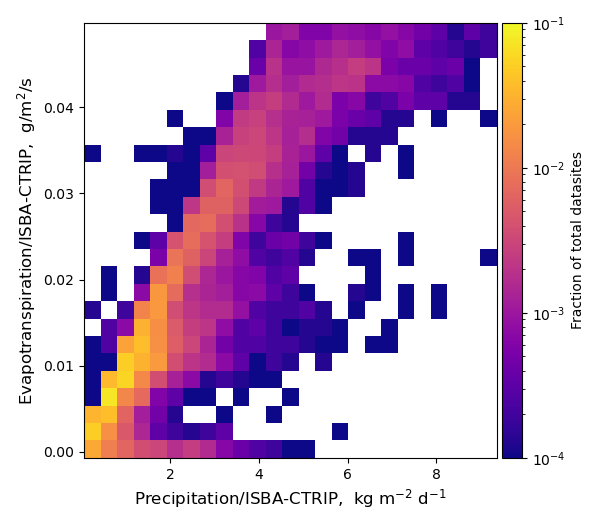 10⁻¹
0.04
10⁻²
0.03
0.02
10⁻³
0.01
0.00
10⁻⁴
2 4 6 8
Evapotranspiration/ISBA-CTRIP, g/m²/s
Precipitation/ISBA-CTRIP, kg m⁻² d⁻¹
Fraction of total datasites